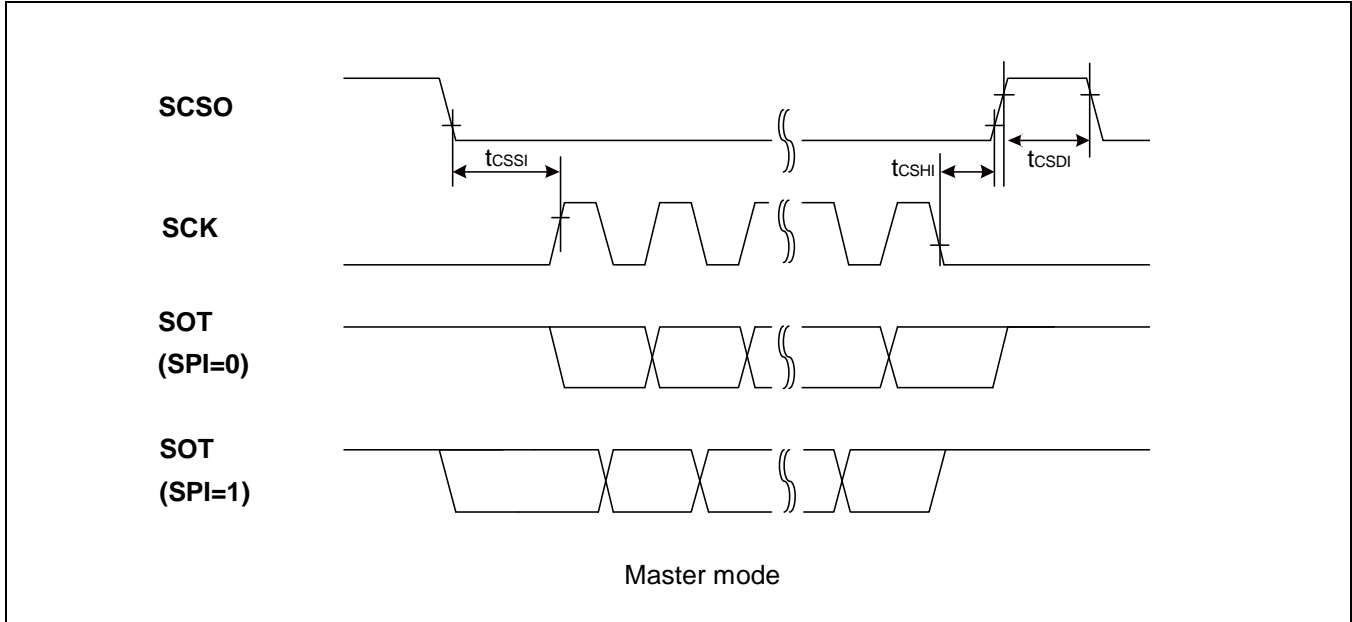 SCSO
tCSSI
tCSHI
tCSDI
SCK
SOT
(SPI=0)
SOT
(SPI=1)
Master mode